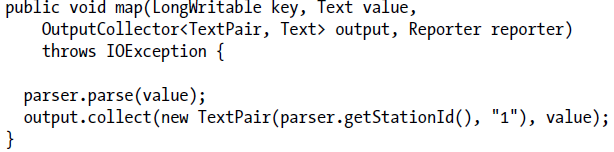 public void map(LongWritable key, Text value,
OutputCollector<TextPair, Text> output, Reporter reporter)
throws IOException {
parser.parse(value);
output.collect(new TextPair(parser.getStationId(), "1"), value);
}